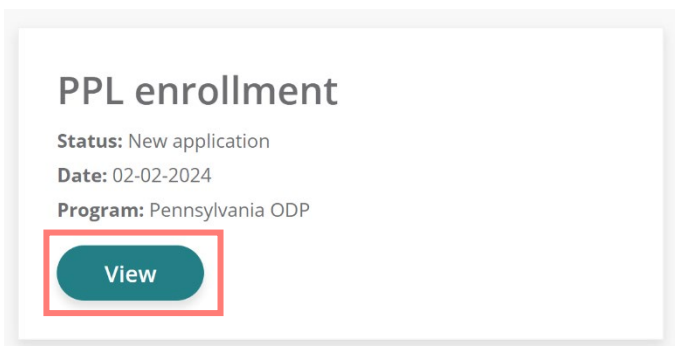 PPL enrollment
Status: New application
Date: 02-02-2024
Program: Pennsylvania ODP
View